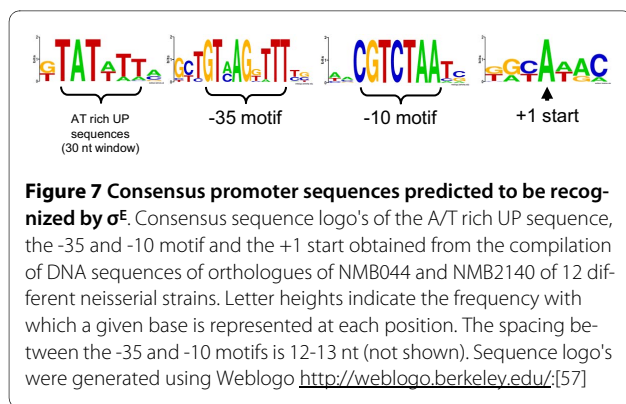 AT rich UP
sequences
(30 nt window)
-35 motif
-10 motif
+1 start
Figure 7 Consensus promoter sequences predicted to be recog-
nized by σE. Consensus sequence logo's of the A/T rich UP sequence,
the -35 and -10 motif and the +1 start obtained from the compilation
of DNA sequences of orthologues of NMB044 and NMB2140 of 12 dif-
ferent neisserial strains. Letter heights indicate the frequency with
which a given base is represented at each position. The spacing be-
tween the -35 and -10 motifs is 12-13 nt (not shown). Sequence logo's
were generated using Weblogo http://weblogo.berkeley.edu/:[57]